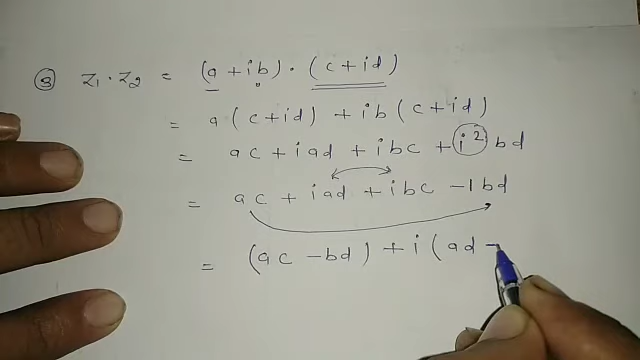 ③ z₁ · z₂ = (a + ib) · (c + id)
= a (c + id) + ib (c + id)
= ac + iad + ibc + i² bd
= ac + iad + ibc - 1bd
= (ac - bd) + i (ad -